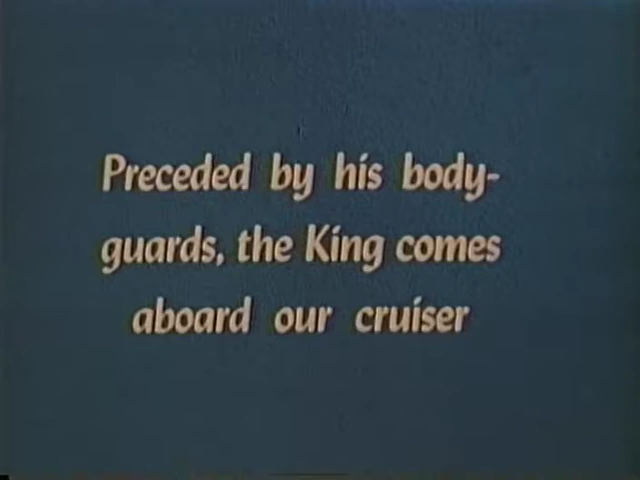 Preceded by his body-
guards, the King comes
aboard our cruiser